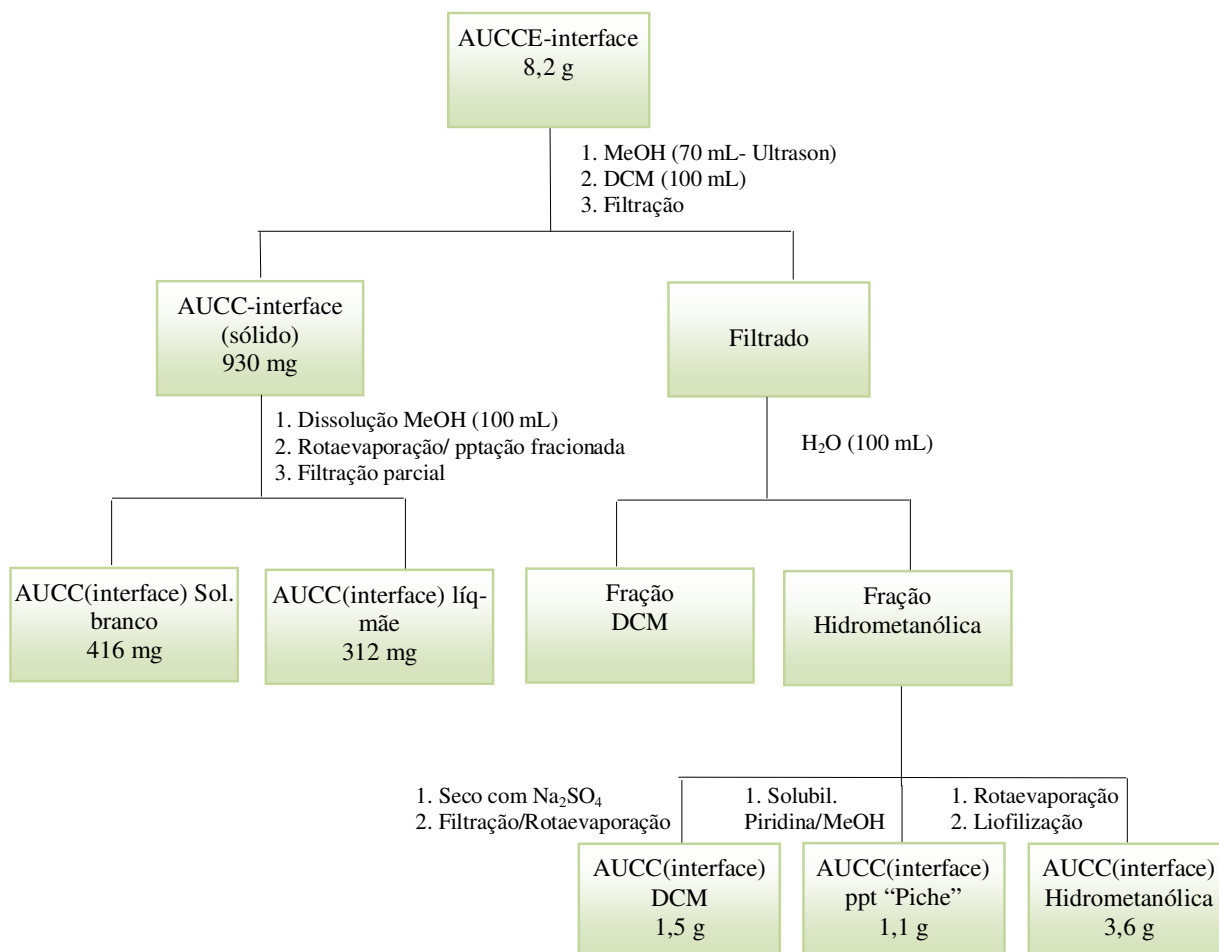 AUCCE-interface
8,2 g
1. MeOH (70 mL- Ultrason)
2. DCM (100 mL)
3. Filtração
AUCC-interface
(sólido)
930 mg
Filtrado
1. Dissolução MeOH (100 mL)
2. Rotaevaporação/ pptação fracionada
3. Filtração parcial
H₂O (100 mL)
AUCC(interface) Sol.
branco
416 mg
AUCC(interface) líq-
mãe
312 mg
Fração
DCM
Fração
Hidrometanólica
1. Seco com Na₂SO₄
2. Filtração/Rotaevaporação
1. Solubil.
Piridina/MeOH
1. Rotaevaporação
2. Liofilização
AUCC(interface)
DCM
1,5 g
AUCC(interface)
ppt “Piche”
1,1 g
AUCC(interface)
Hidrometanólica
3,6 g